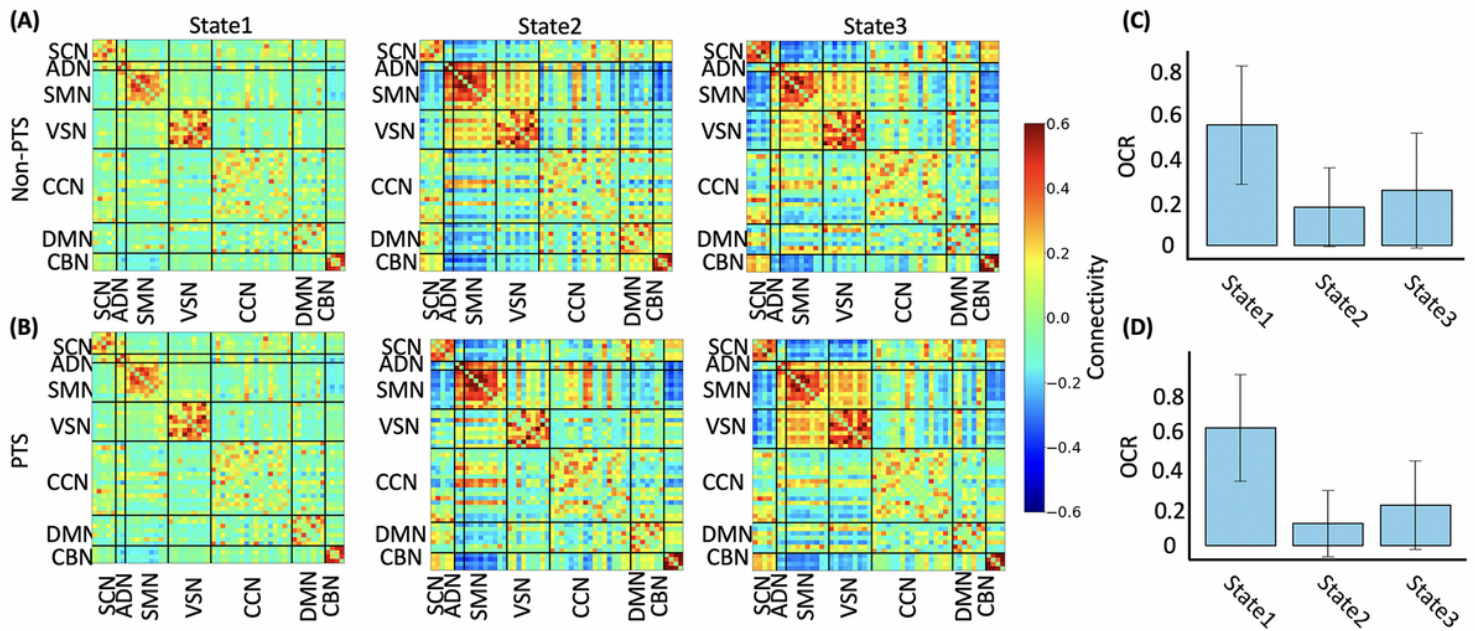 (A)
State1
State2
State3
Non-PTS
SCN
ADN
SMN
VSN
CCN
DMN
CBN
SCN
ADN
SMN
VSN
CCN
DMN
CBN
SCN
ADN
SMN
VSN
CCN
DMN
CBN
SCN
ADN
SMN
VSN
CCN
DMN
CBN
SCN
ADN
SMN
VSN
CCN
DMN
CBN
SCN
ADN
SMN
VSN
CCN
DMN
CBN
0.6
0.4
0.2
0.0
−0.2
−0.4
−0.6
Connectivity
(B)
PTS
SCN
ADN
SMN
VSN
CCN
DMN
CBN
SCN
ADN
SMN
VSN
CCN
DMN
CBN
SCN
ADN
SMN
VSN
CCN
DMN
CBN
SCN
ADN
SMN
VSN
CCN
DMN
CBN
SCN
ADN
SMN
VSN
CCN
DMN
CBN
SCN
ADN
SMN
VSN
CCN
DMN
CBN
(C)
OCR
0.8
0.6
0.4
0.2
0
State1
State2
State3
(D)
OCR
0.8
0.6
0.4
0.2
0
State1
State2
State3